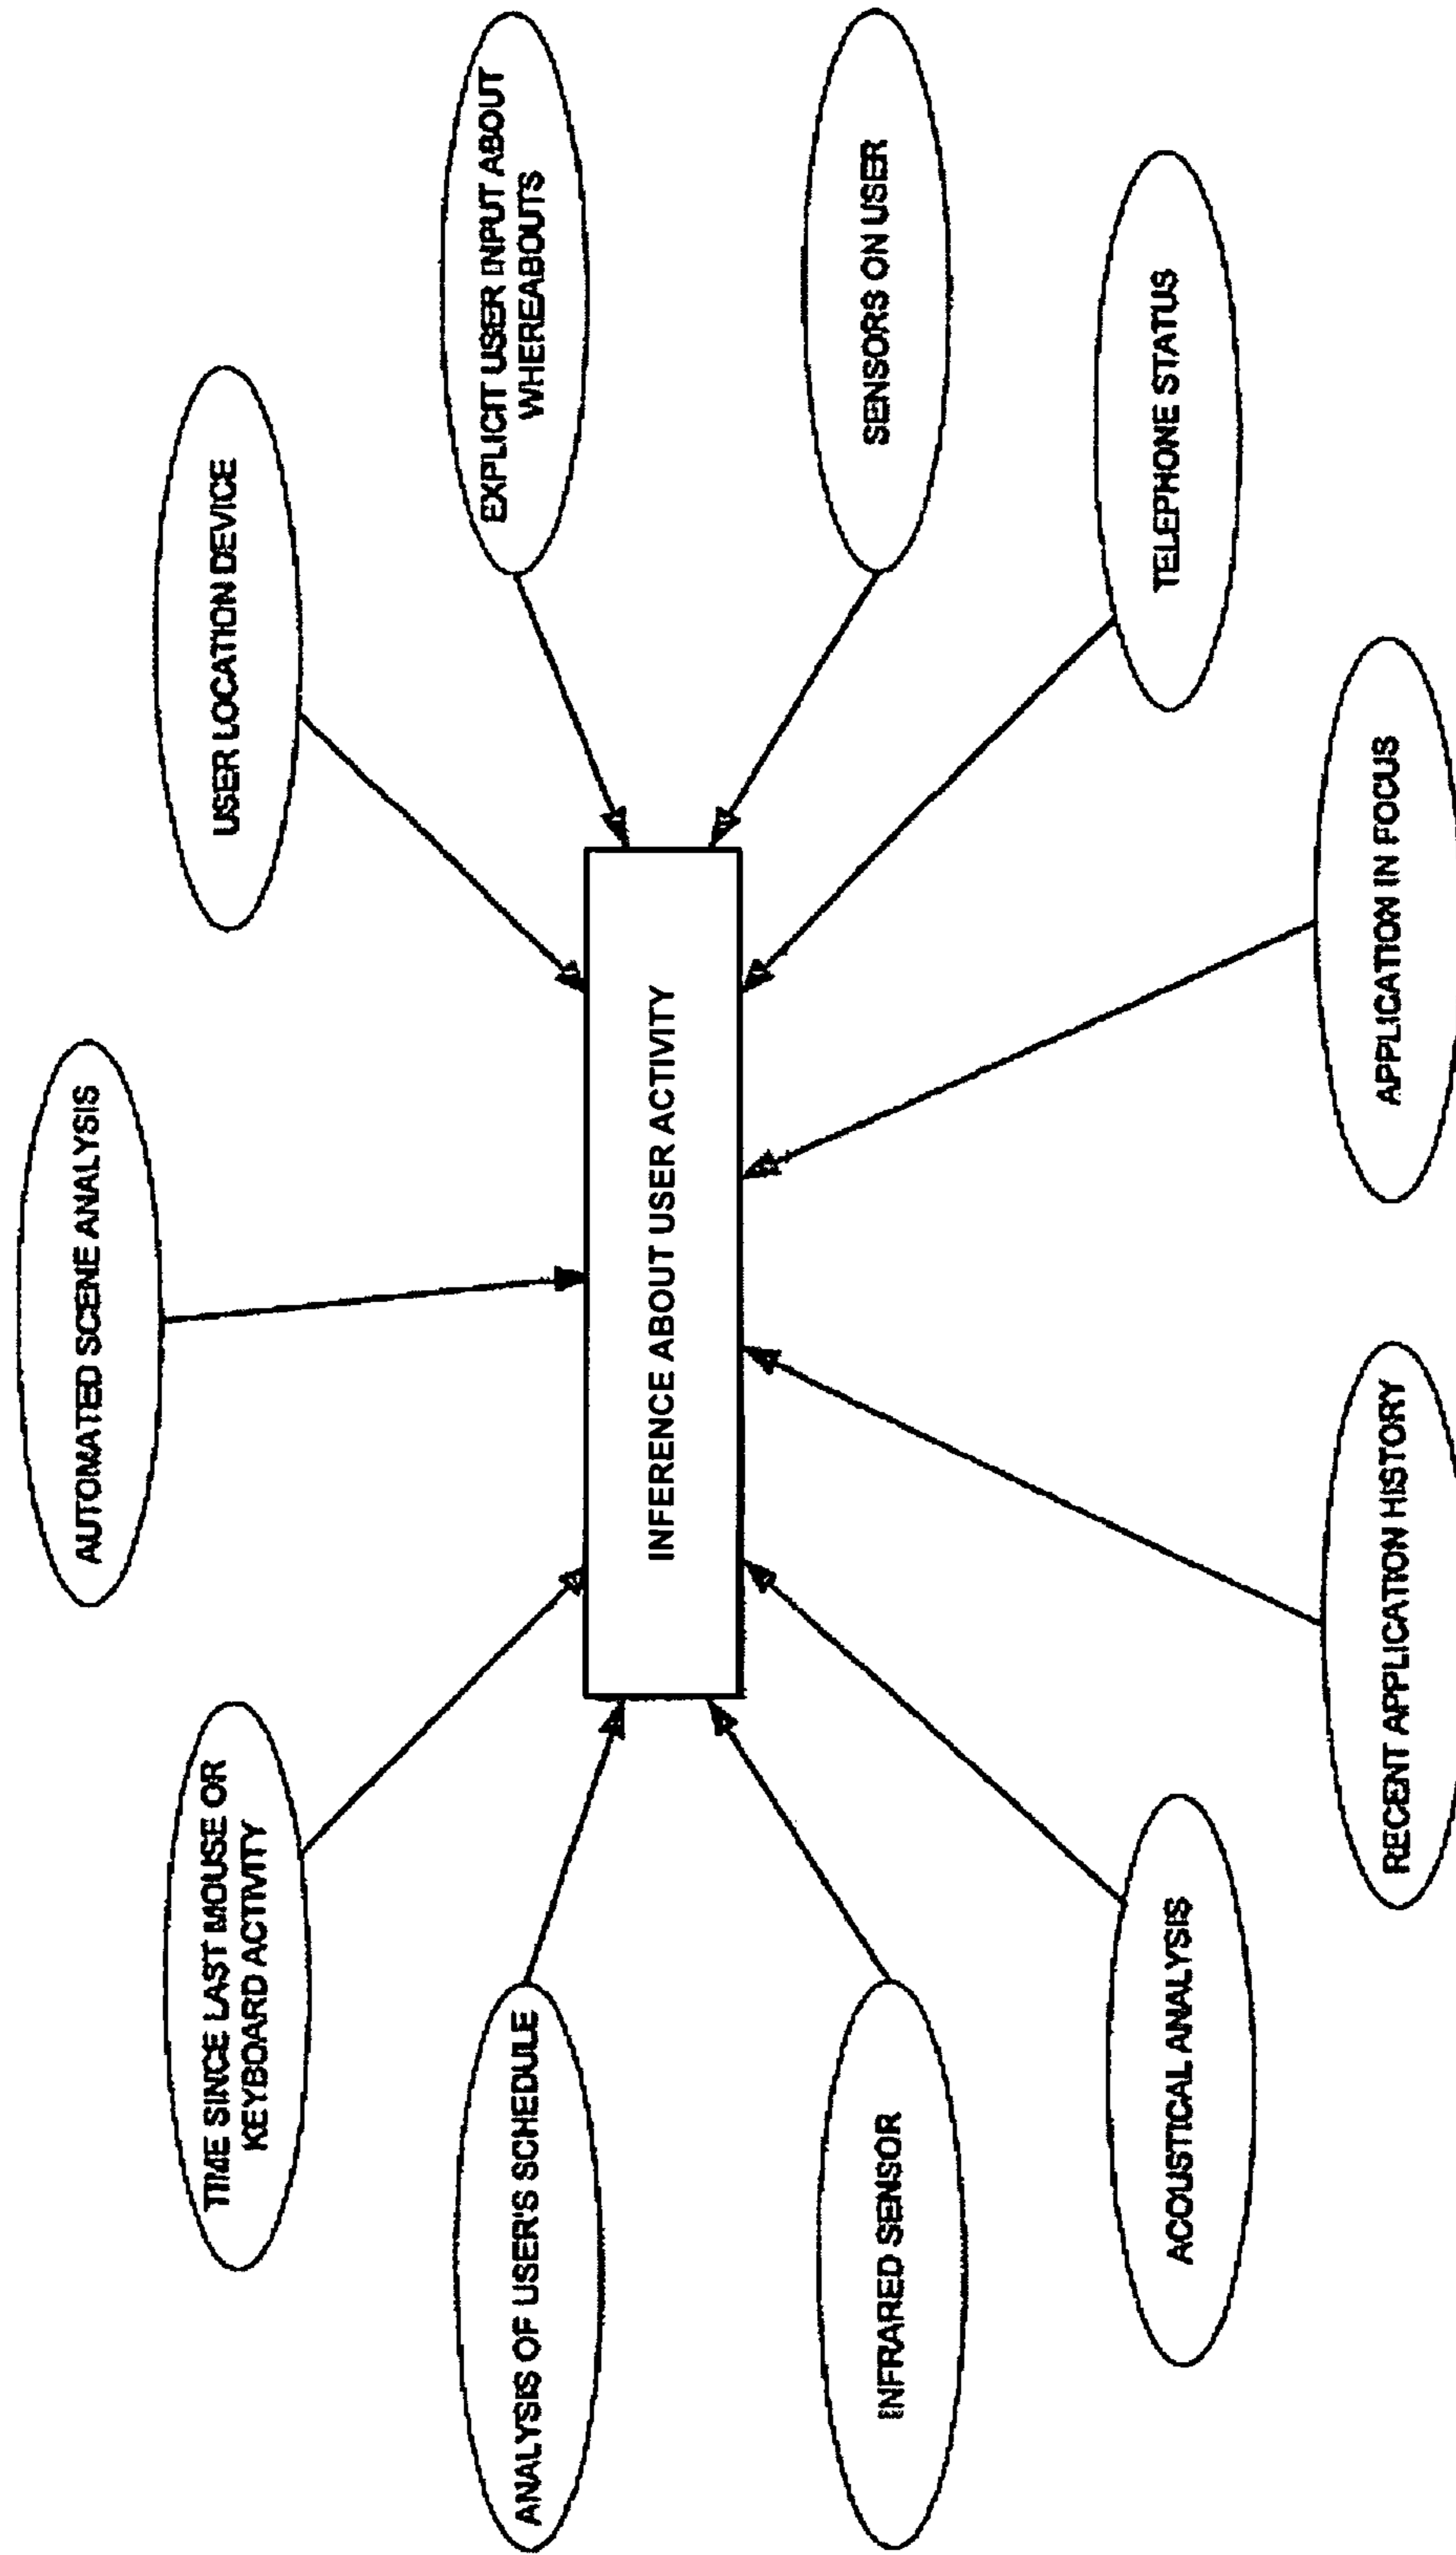 AUTOMATED SCENE ANALYSIS
TIME SINCE LAST MOUSE OR
KEYBOARD ACTIVITY
USER LOCATION DEVICE
ANALYSIS OF USER'S SCHEDULE
EXPLICIT USER INPUT ABOUT
WHEREABOUTS
INFERENCE ABOUT USER ACTIVITY
INFRARED SENSOR
SENSORS ON USER
ACOUSTICAL ANALYSIS
TELEPHONE STATUS
RECENT APPLICATION HISTORY
APPLICATION IN FOCUS